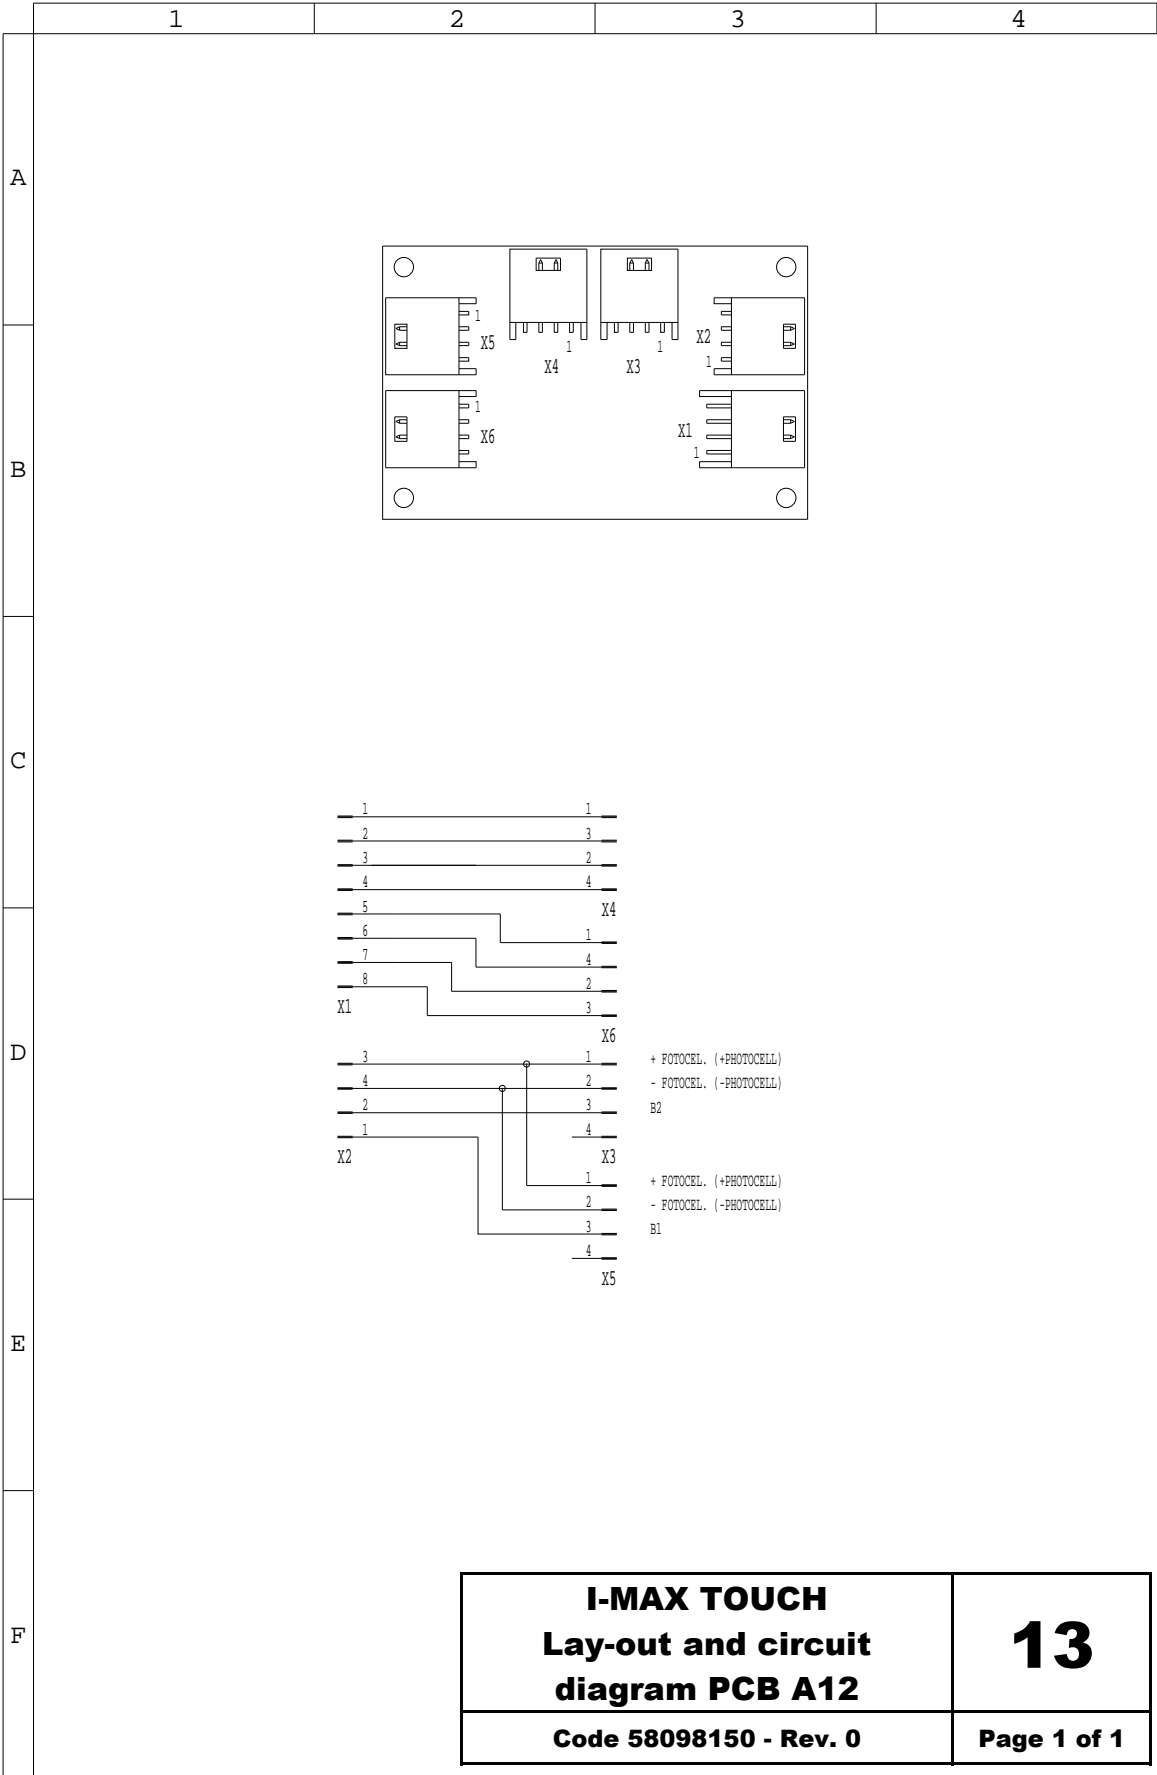 1 2 3 4
A
1
X5
X4
1
X3
1
X2
1
1
X6
X1
1
B
C
1 1
2 3
3 2
4 4
X4
5
1
6
4
7
2
8
3
X1
X6
D
3 1 + FOTOCEL. (+PHOTOCELL)
4 2 - FOTOCEL. (-PHOTOCELL)
2 3 B2
1 4
X2 X3
1 + FOTOCEL. (+PHOTOCELL)
2 - FOTOCEL. (-PHOTOCELL)
3 B1
4
X5
E
F
I-MAX TOUCH
Lay-out and circuit
diagram PCB A12
13
Code 58098150 - Rev. 0
Page 1 of 1